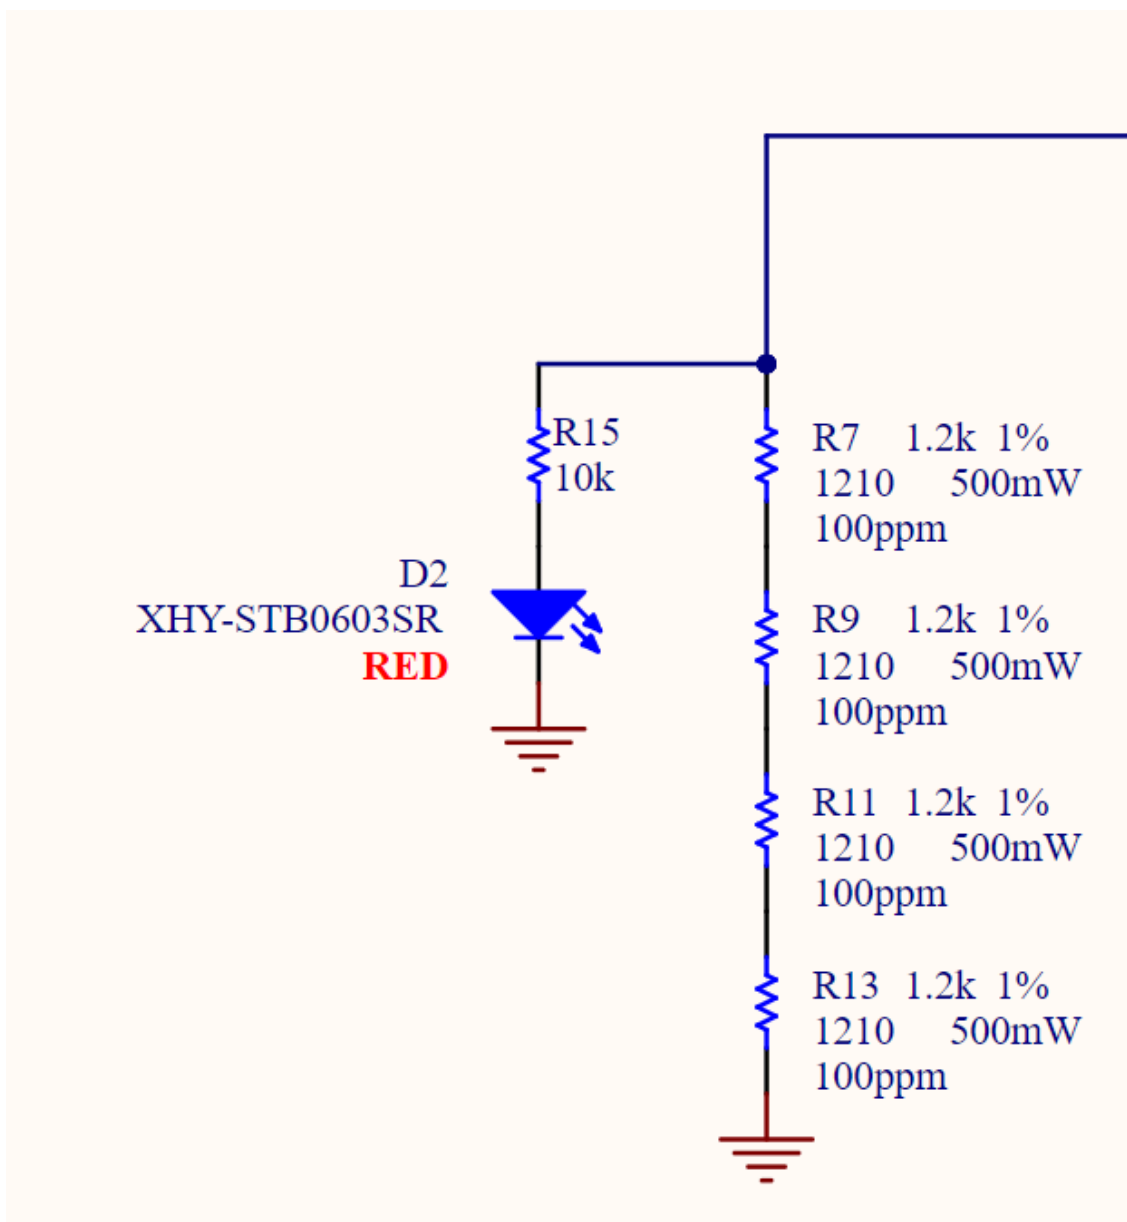 R15
10k
D2
XHY-STB0603SR
RED
R7 1.2k 1%
1210 500mW
100ppm
R9 1.2k 1%
1210 500mW
100ppm
R11 1.2k 1%
1210 500mW
100ppm
R13 1.2k 1%
1210 500mW
100ppm